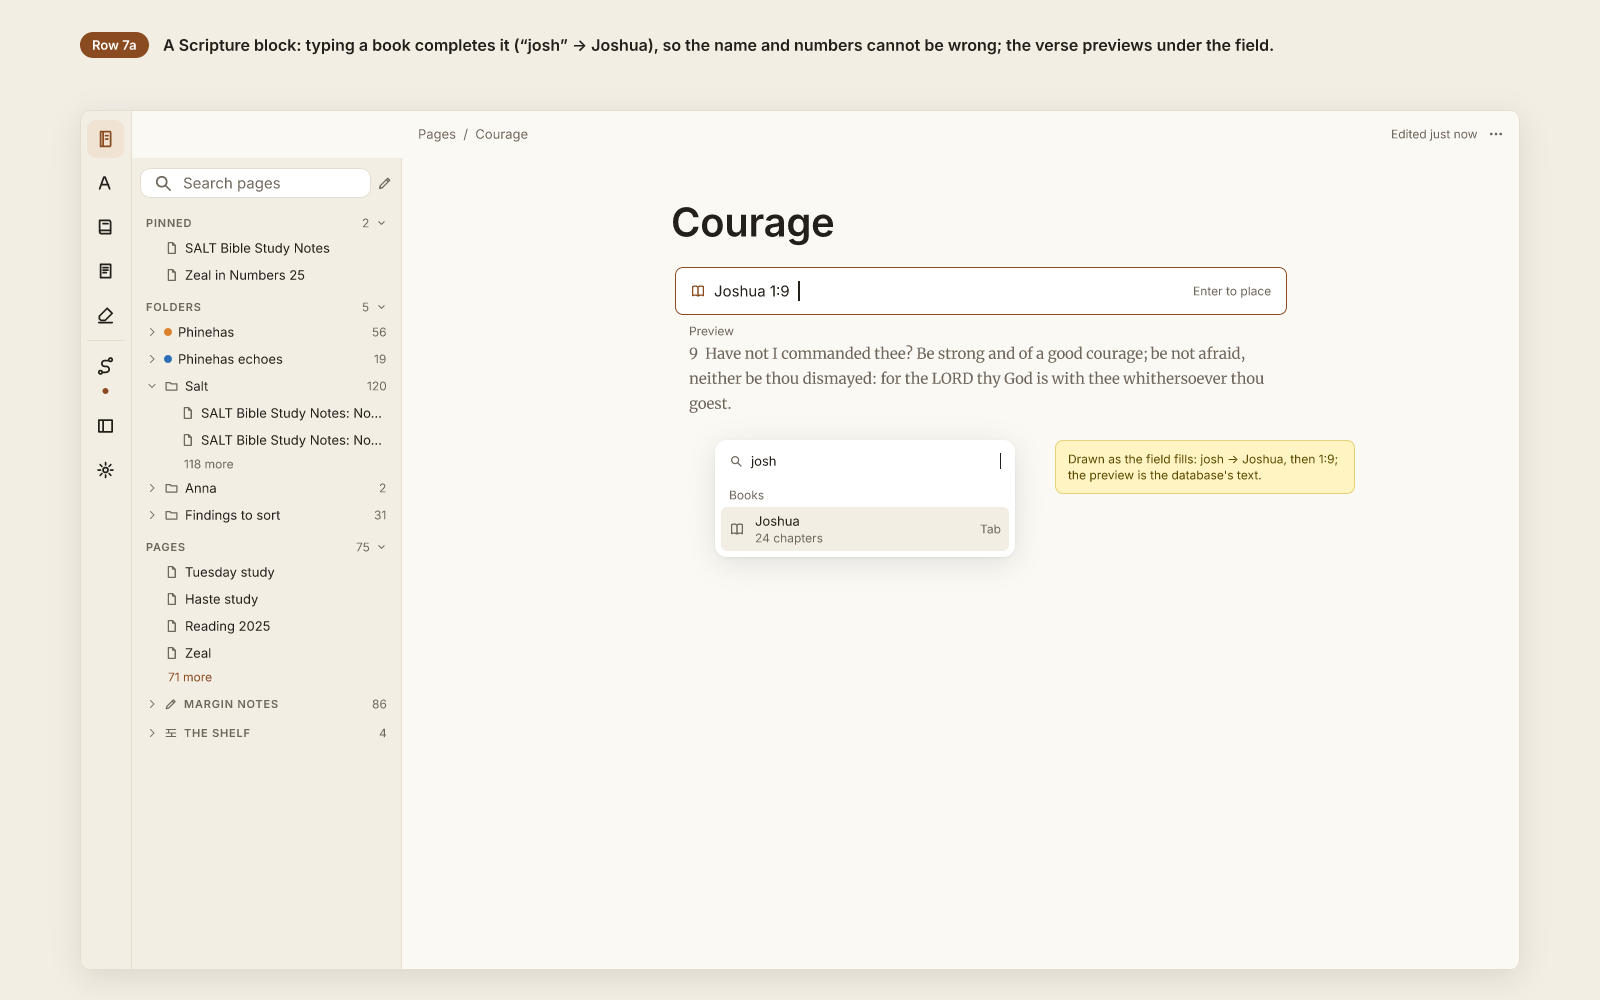 Row 7a
A Scripture block: typing a book completes it (“josh” → Joshua), so the name and numbers cannot be wrong; the verse previews under the field.
Pages / Courage
Edited just now
Search pages
PINNED 2
SALT Bible Study Notes
Zeal in Numbers 25
FOLDERS 5
Phinehas 56
Phinehas echoes 19
Salt 120
SALT Bible Study Notes: No...
SALT Bible Study Notes: No...
118 more
Anna 2
Findings to sort 31
PAGES 75
Tuesday study
Haste study
Reading 2025
Zeal
71 more
MARGIN NOTES 86
THE SHELF 4
Courage
Joshua 1:9
Enter to place
Preview
9 Have not I commanded thee? Be strong and of a good courage; be not afraid,
neither be thou dismayed: for the LORD thy God is with thee whithersoever thou
goest.
josh
Books
Joshua
24 chapters
Tab
Drawn as the field fills: josh → Joshua, then 1:9;
the preview is the database's text.